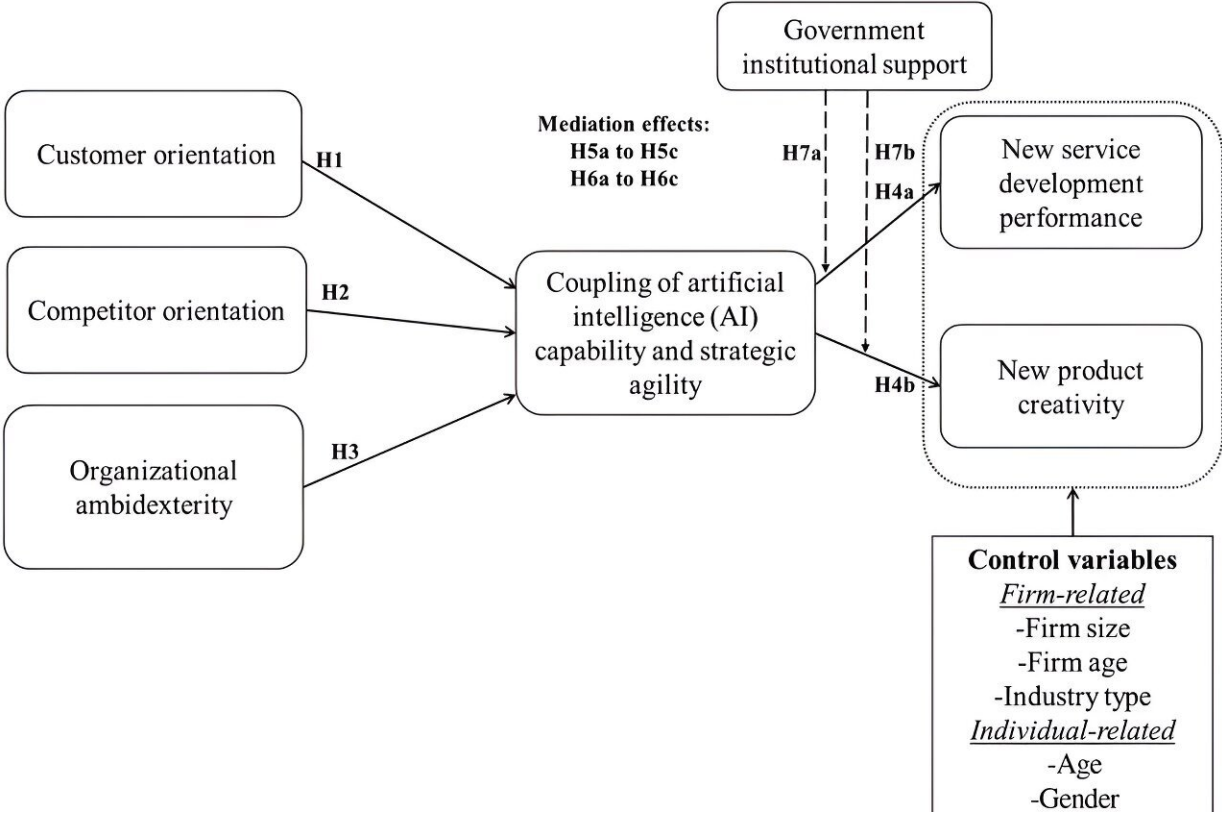 Government
institutional support
Customer orientation
H1
Mediation effects:
H5a to H5c
H6a to H6c
H7a
H7b
H4a
New service
development
performance
Competitor orientation
H2
Coupling of artificial
intelligence (AI)
capability and strategic
agility
H4b
New product
creativity
Organizational
ambidexterity
H3
Control variables
Firm-related
-Firm size
-Firm age
-Industry type
Individual-related
-Age
-Gender